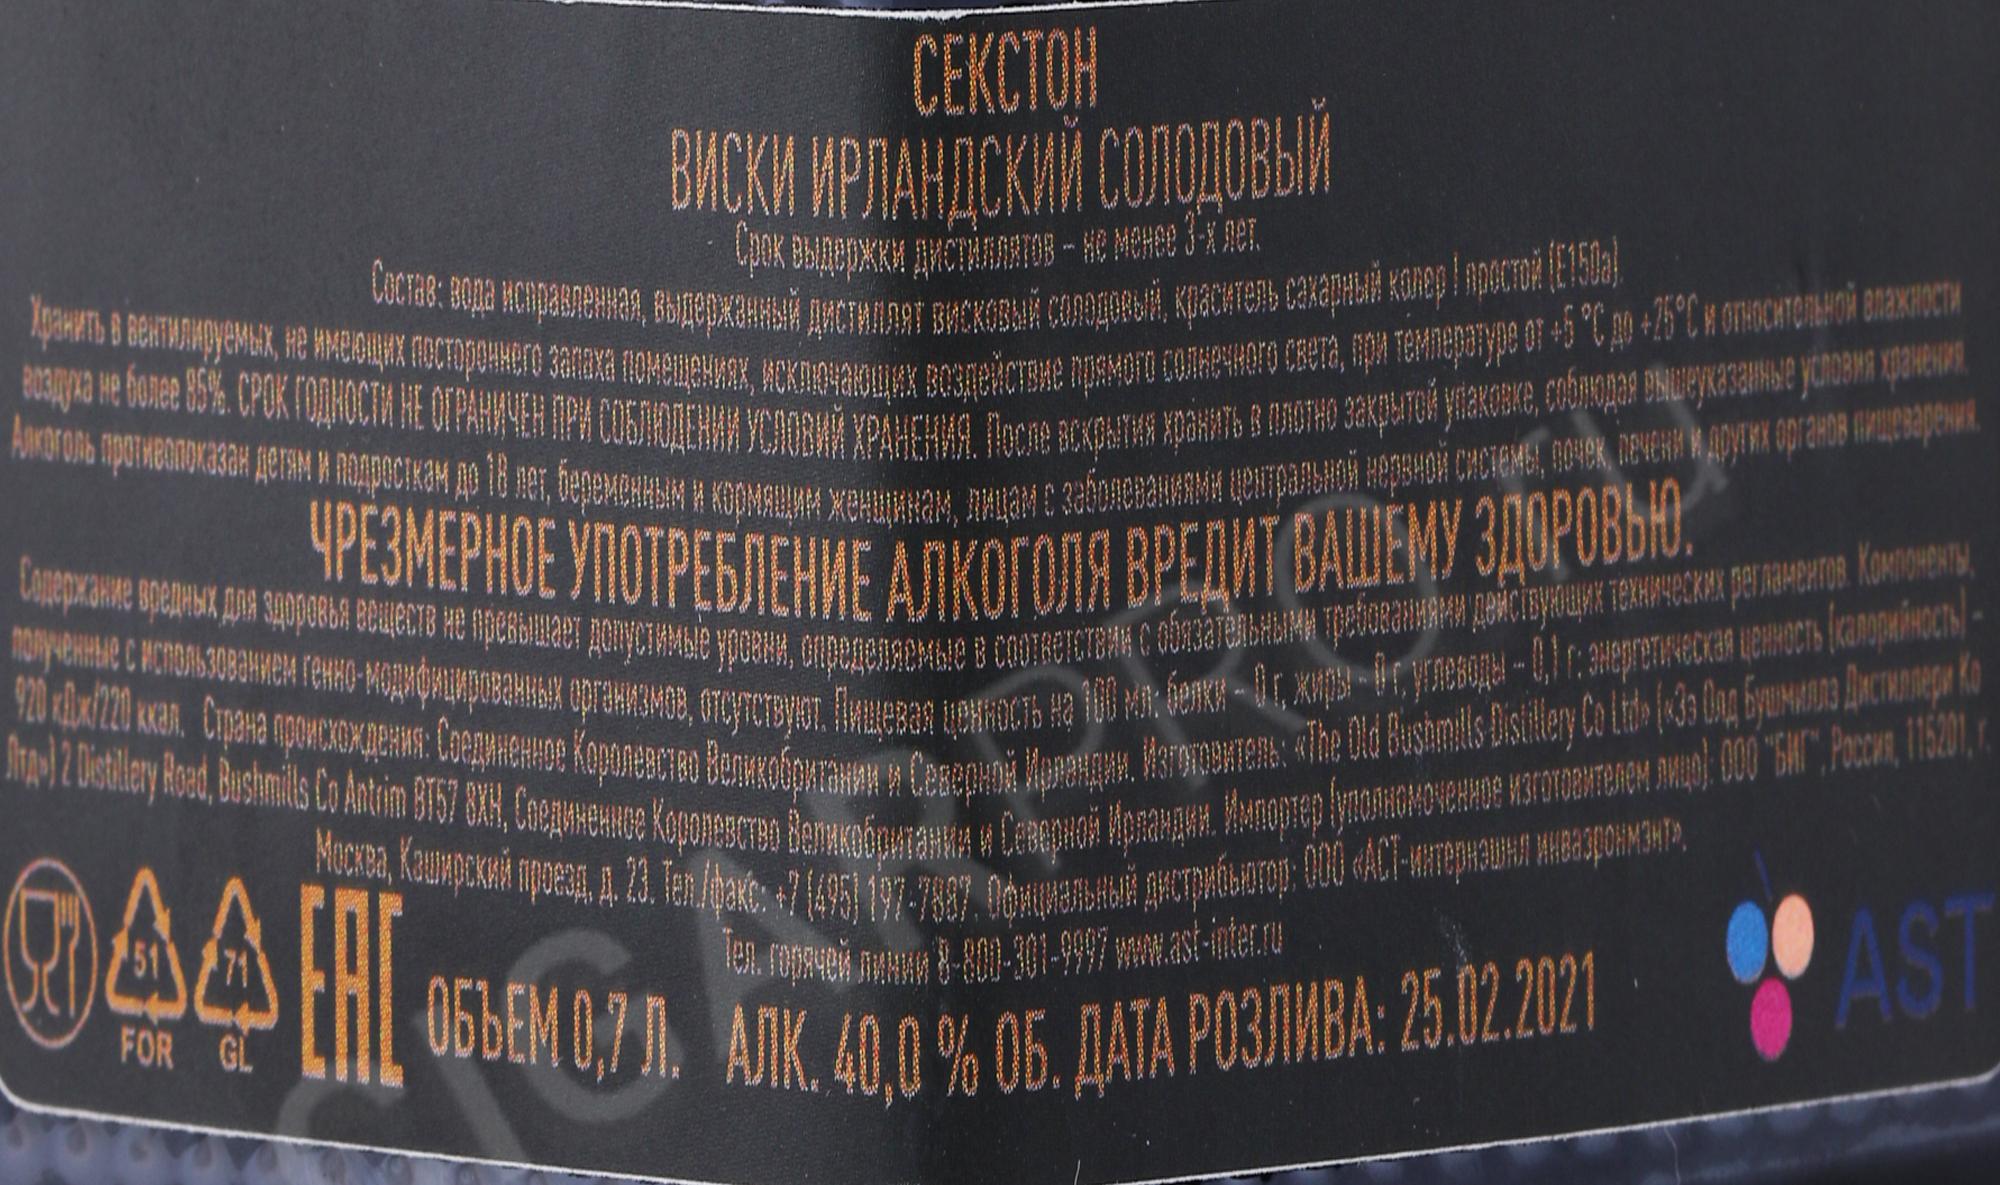 СЕКСТОН
ВИСКИ ИРЛАНДСКИЙ СОЛОДОВЫЙ
Срок выдержки дистиллятов – не менее 3-х лет.
Состав: вода исправленная, выдержанный дистиллят висковый солодовый, краситель сахарный колер I простой (Е150а).
Хранить в вентилируемых, не имеющих постороннего запаха помещениях, исключающих воздействие прямого солнечного света, при температуре от +5 °С до +25°С и относительной влажности
воздуха не более 85%. СРОК ГОДНОСТИ НЕ ОГРАНИЧЕН ПРИ СОБЛЮДЕНИИ УСЛОВИЙ ХРАНЕНИЯ. После вскрытия хранить в плотно закрытой упаковке, соблюдая вышеуказанные условия хранения.
Алкоголь противопоказан детям и подросткам до 18 лет, беременным и кормящим женщинам, лицам с заболеваниями центральной нервной системы, почек, печени и других органов пищеварения.
ЧРЕЗМЕРНОЕ УПОТРЕБЛЕНИЕ АЛКОГОЛЯ ВРЕДИТ ВАШЕМУ ЗДОРОВЬЮ.
Содержание вредных для здоровья веществ не превышает допустимые уровни, определяемые в соответствии с обязательными требованиями действующих технических регламентов. Компоненты,
полученные с использованием генно-модифицированных организмов, отсутствуют. Пищевая ценность на 100 мл: белки – 0 г, жиры – 0 г, углеводы – 0,1 г; энергетическая ценность (калорийность) –
920 кДж/220 ккал. Страна происхождения: Соединенное Королевство Великобритании и Северной Ирландии. Изготовитель: «The Old Bushmills Distillery Co Ltd» («Зэ Олд Бушмиллз Дистиллери Ко
Лтд») 2 Distillery Road, Bushmills Co Antrim BT57 8XH, Соединенное Королевство Великобритании и Северной Ирландии. Импортер (уполномоченное изготовителем лицо): ООО "БИГ", Россия, 115201, г.
Москва, Каширский проезд, д. 23. Тел./факс: +7 (495) 197-7887. Официальный дистрибьютор: ООО «АСТ-интернэшнл инваэронмэнт».
Тел. горячей линии 8-800-301-9997 www.ast-inter.ru
51 FOR
71 GL
EAC
ОБЪЕМ 0,7 Л. АЛК. 40,0 % ОБ. ДАТА РОЗЛИВА: 25.02.2021
AST
CIGARPRO.ru